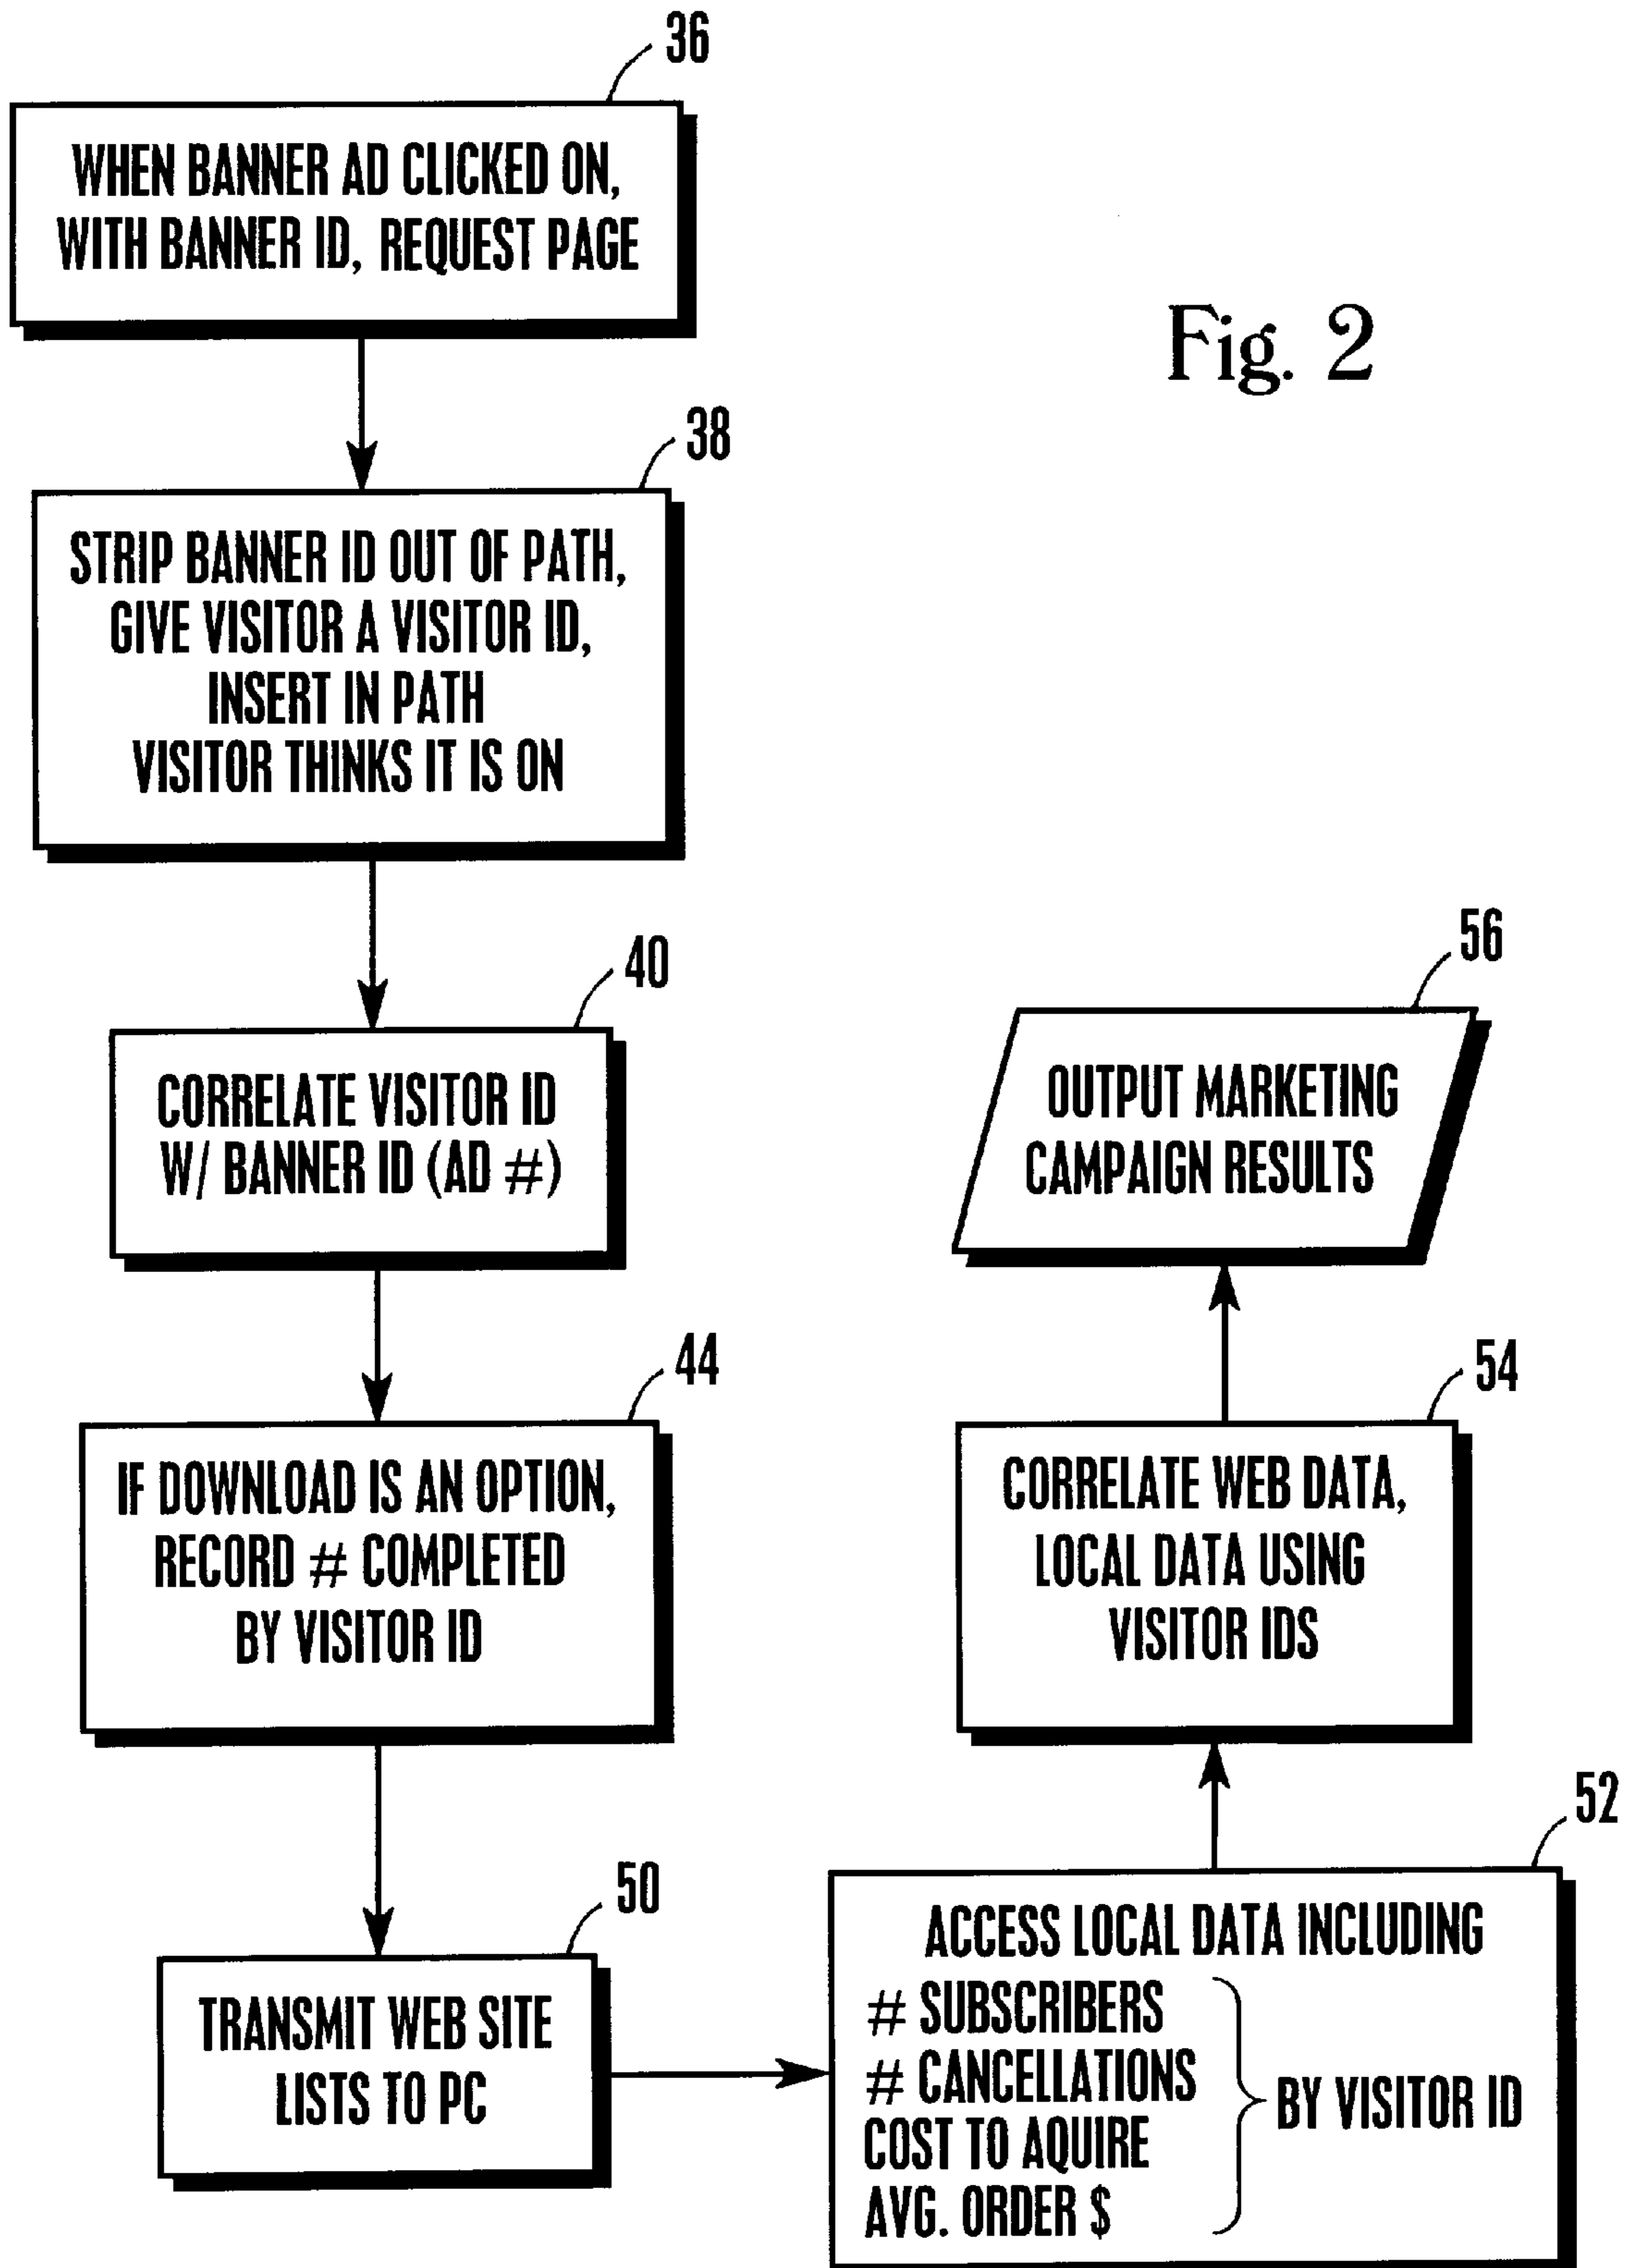 36
WHEN BANNER AD CLICKED ON,
WITH BANNER ID, REQUEST PAGE
Fig. 2
38
STRIP BANNER ID OUT OF PATH,
GIVE VISITOR A VISITOR ID,
INSERT IN PATH
VISITOR THINKS IT IS ON
40
CORRELATE VISITOR ID
W/ BANNER ID (AD #)
44
IF DOWNLOAD IS AN OPTION,
RECORD # COMPLETED
BY VISITOR ID
50
TRANSMIT WEB SITE
LISTS TO PC
52
ACCESS LOCAL DATA INCLUDING
# SUBSCRIBERS
# CANCELLATIONS
COST TO AQUIRE
AVG. ORDER $
BY VISITOR ID
54
CORRELATE WEB DATA,
LOCAL DATA USING
VISITOR IDS
56
OUTPUT MARKETING
CAMPAIGN RESULTS